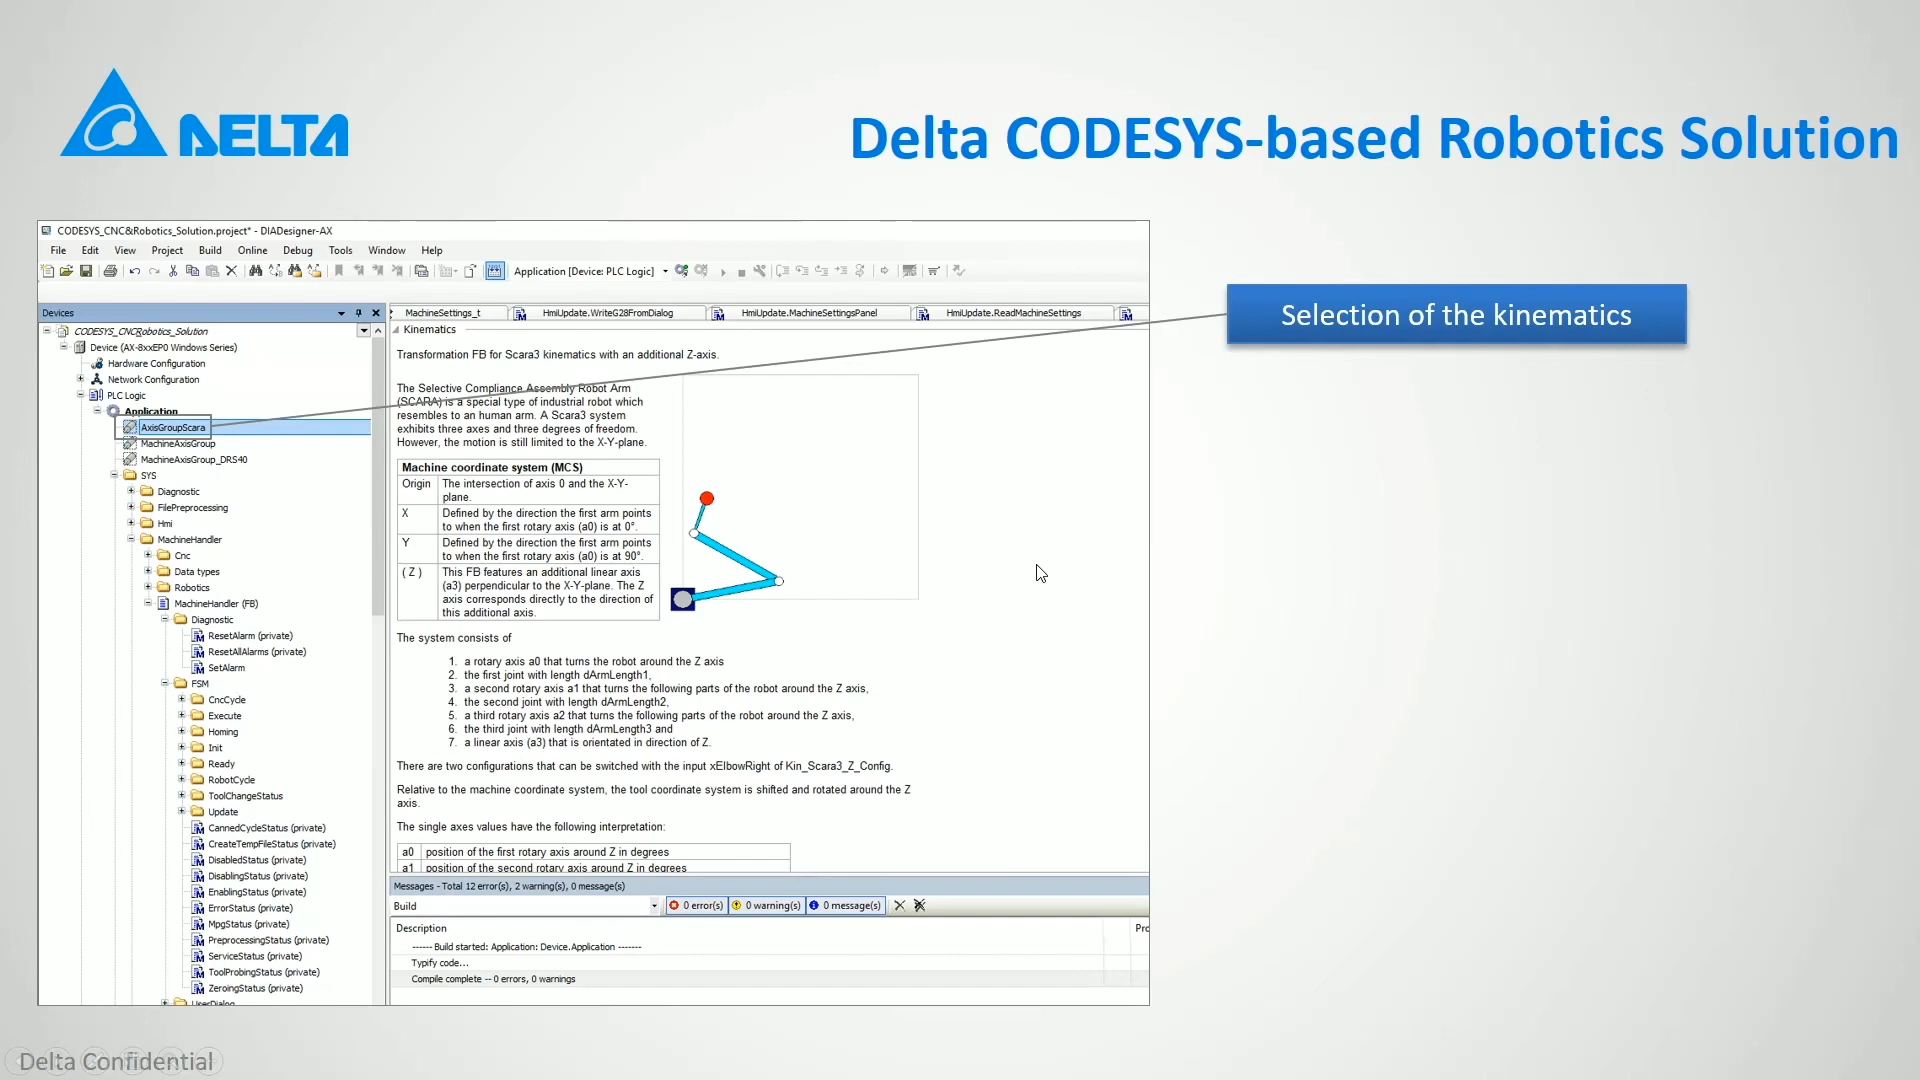 DELTA
Delta CODESYS-based Robotics Solution
CODESYS_CNC&Robotics_Solution.project* - DIADesigner-AX
File Edit View Project Build Online Debug Tools Window Help
Application [Device: PLC Logic]
Devices
CODESYS_CNCRobotics_Solution
Device (AX-8xxEP0 Windows Series)
Hardware Configuration
Network Configuration
PLC Logic
Application
AxisGroupScara
MachineAxisGroup
MachineAxisGroup_DRS40
SYS
Diagnostic
FilePreprocessing
Hmi
MachineHandler
Cnc
Data types
Robotics
MachineHandler (FB)
Diagnostic
ResetAlarm (private)
ResetAllAlarms (private)
SetAlarm
FSM
CncCycle
Execute
Homing
Init
Ready
RobotCycle
ToolChangeStatus
Update
CannedCycleStatus (private)
CreateTempFileStatus (private)
DisabledStatus (private)
DisablingStatus (private)
EnablingStatus (private)
ErrorStatus (private)
MpgStatus (private)
PreprocessingStatus (private)
ServiceStatus (private)
ToolProbingStatus (private)
ZeroingStatus (private)
UserDialog
MachineSettings_t HmiUpdate.WriteG28FromDialog HmiUpdate.MachineSettingsPanel HmiUpdate.ReadMachineSettings
Kinematics
Transformation FB for Scara3 kinematics with an additional Z-axis.
The Selective Compliance Assembly Robot Arm
(SCARA) is a special type of industrial robot which
resembles to an human arm. A Scara3 system
exhibits three axes and three degrees of freedom.
However, the motion is still limited to the X-Y-plane.
Machine coordinate system (MCS)
Origin The intersection of axis 0 and the X-Y-
plane.
X Defined by the direction the first arm points
to when the first rotary axis (a0) is at 0°.
Y Defined by the direction the first arm points
to when the first rotary axis (a0) is at 90°.
( Z ) This FB features an additional linear axis
(a3) perpendicular to the X-Y-plane. The Z
axis corresponds directly to the direction of
this additional axis.
The system consists of
1. a rotary axis a0 that turns the robot around the Z axis
2. the first joint with length dArmLength1,
3. a second rotary axis a1 that turns the following parts of the robot around the Z axis,
4. the second joint with length dArmLength2,
5. a third rotary axis a2 that turns the following parts of the robot around the Z axis,
6. the third joint with length dArmLength3 and
7. a linear axis (a3) that is orientated in direction of Z.
There are two configurations that can be switched with the input xElbowRight of Kin_Scara3_Z_Config.
Relative to the machine coordinate system, the tool coordinate system is shifted and rotated around the Z
axis.
The single axes values have the following interpretation:
a0 position of the first rotary axis around Z in degrees
a1 position of the second rotary axis around Z in degrees
Messages - Total 12 error(s), 2 warning(s), 0 message(s)
Build 0 error(s) 0 warning(s) 0 message(s)
Description Prc
------ Build started: Application: Device.Application -------
Typify code...
Compile complete -- 0 errors, 0 warnings
Selection of the kinematics
Delta Confidential